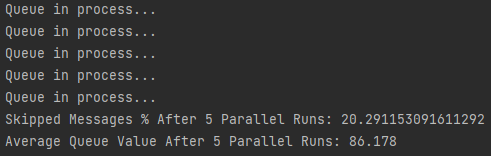 Queue in process...
Queue in process...
Queue in process...
Queue in process...
Queue in process...
Skipped Messages % After 5 Parallel Runs: 20.291153091611292
Average Queue Value After 5 Parallel Runs: 86.178